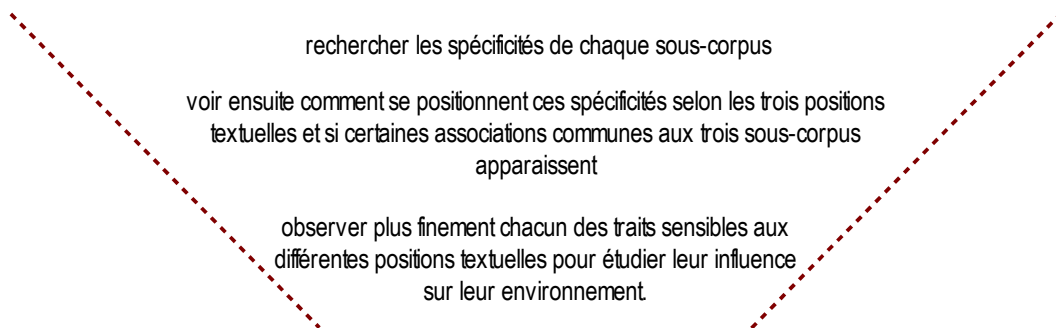 rechercher les spécificités de chaque sous-corpus
voir ensuite comment se positionnent ces spécificités selon les trois positions
textuelles et si certaines associations communes aux trois sous-corpus
apparaissent
observer plus finement chacun des traits sensibles aux
différentes positions textuelles pour étudier leur influence
sur leur environnement.